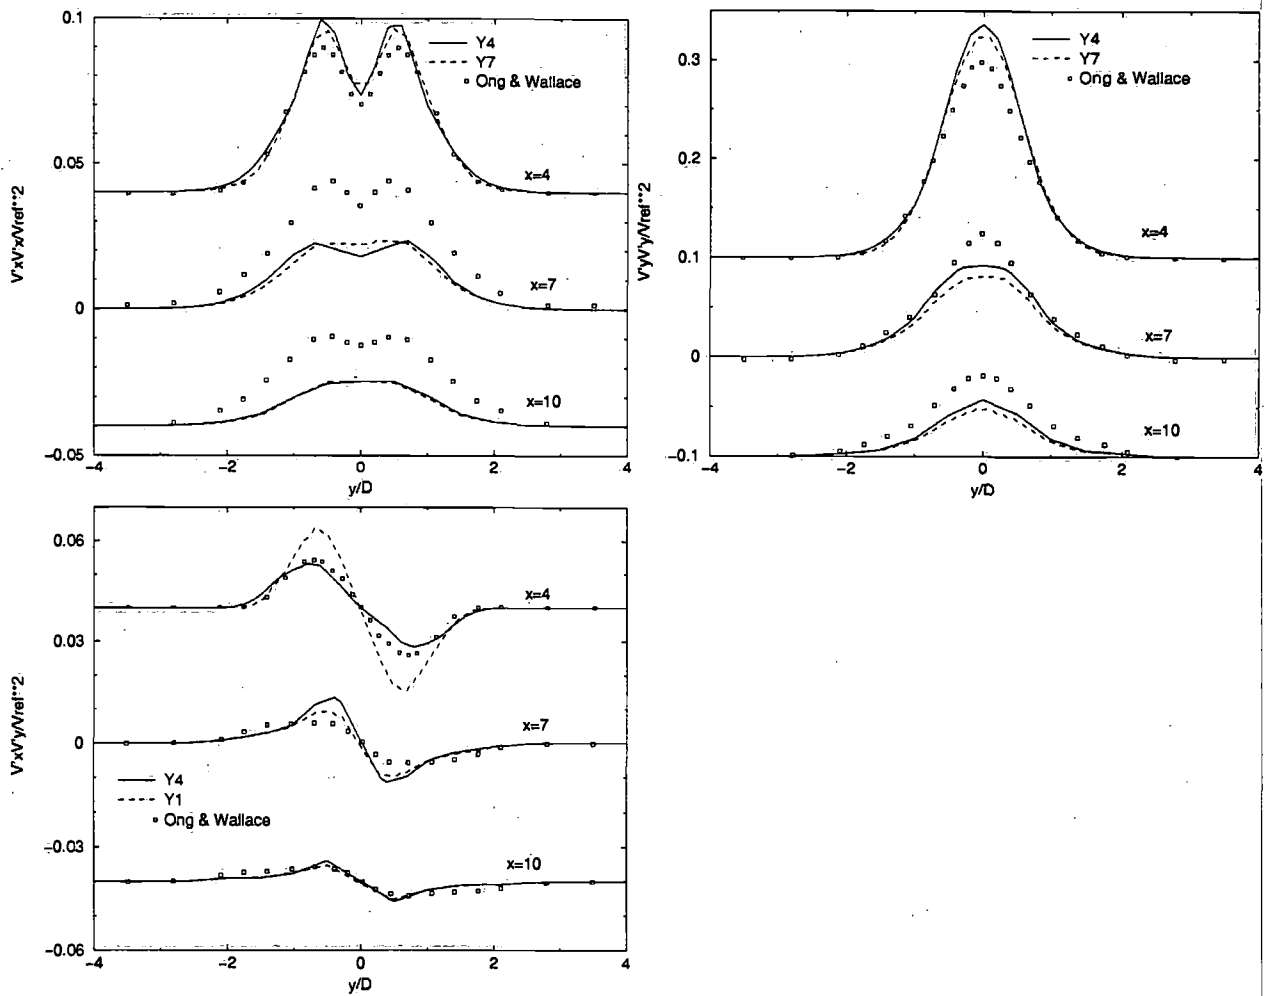 0.1
Y4
Y7
Ong & Wallace
0.05
x=4
V'xV'x/Vref**2
0
x=7
x=10
−0.05
−4
−2
0
2
4
y/D
0.3
Y4
Y7
Ong & Wallace
0.2
x=4
V'yV'y/Vref**2
0.1
x=7
0
x=10
−0.1
−4
−2
0
2
4
y/D
0.06
x=4
0.03
V'xV'y/Vref**2
x=7
0
Y4
Y1
Ong & Wallace
−0.03
x=10
−0.06
−4
−2
0
2
4
y/D